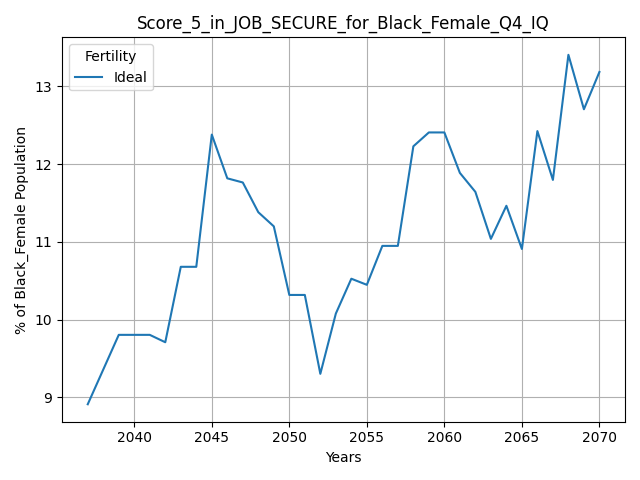 Score_5_in_JOB_SECURE_for_Black_Female_Q4_IQ
Fertility
Ideal
% of Black_Female Population
13
12
11
10
9
2040 2045 2050 2055 2060 2065 2070
Years